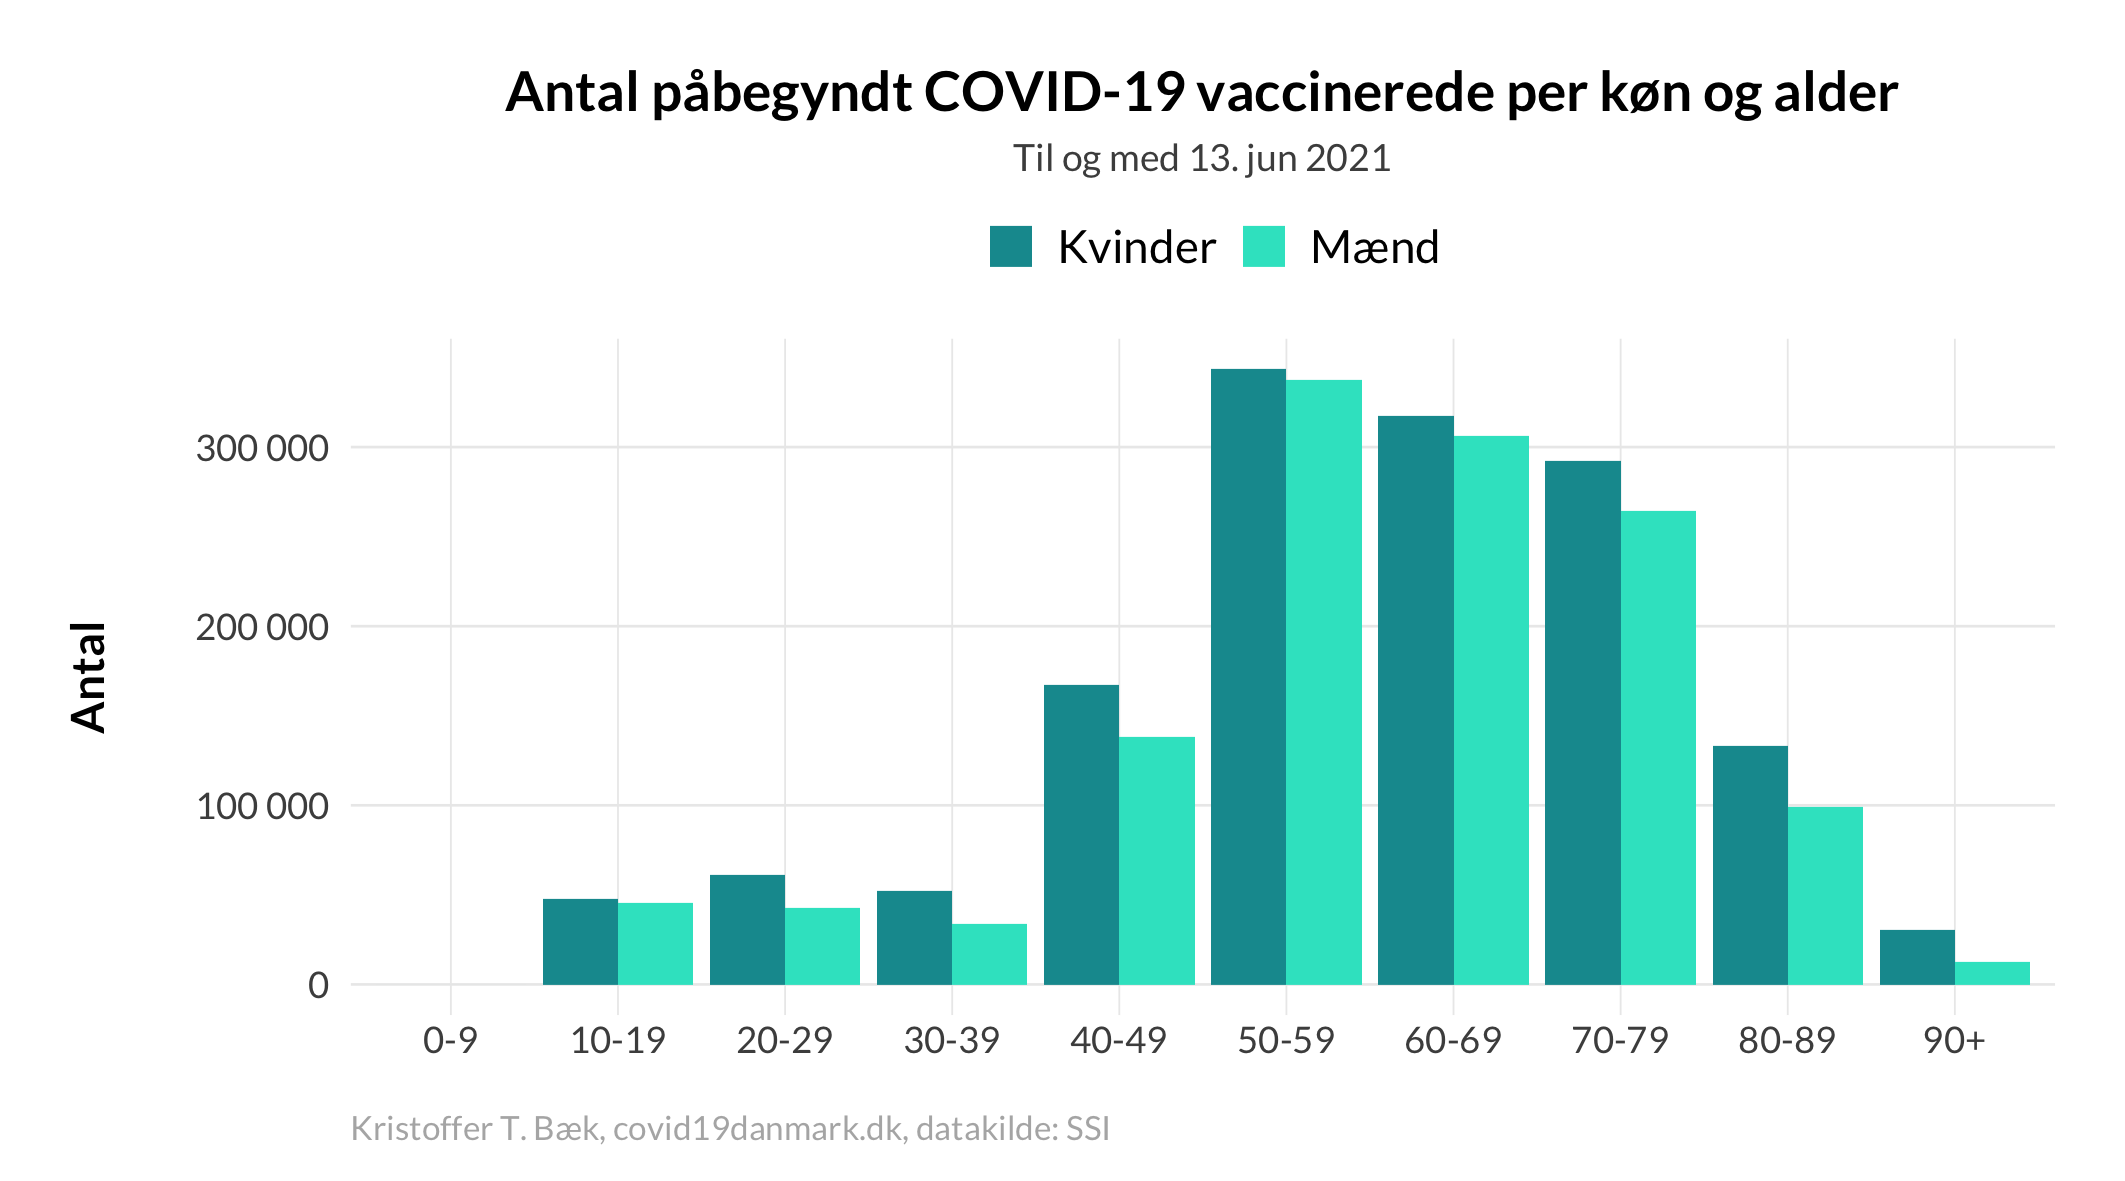 Antal påbegyndt COVID-19 vaccinerede per køn og alder
Til og med 13. jun 2021
Kvinder Mænd
Antal
300 000
200 000
100 000
0
0-9 10-19 20-29 30-39 40-49 50-59 60-69 70-79 80-89 90+
Kristoffer T. Bæk, covid19danmark.dk, datakilde: SSI